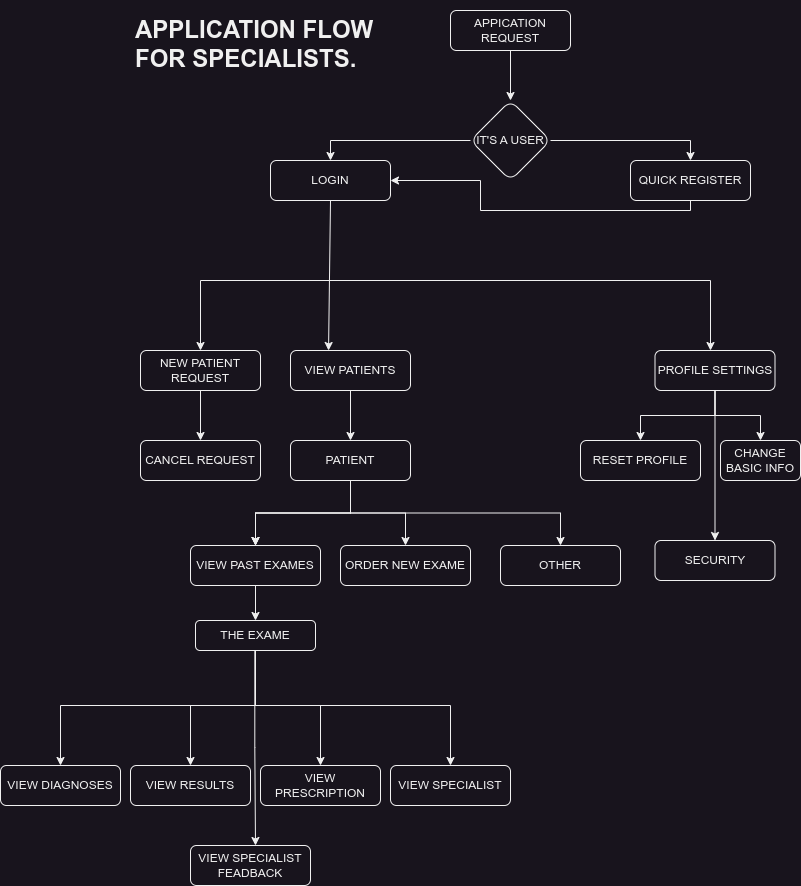 APPLICATION FLOW
FOR SPECIALISTS.
APPICATION
REQUEST
IT'S A USER
LOGIN
QUICK REGISTER
NEW PATIENT
REQUEST
VIEW PATIENTS
PROFILE SETTINGS
CANCEL REQUEST
PATIENT
RESET PROFILE
CHANGE
BASIC INFO
VIEW PAST EXAMES
ORDER NEW EXAME
OTHER
SECURITY
THE EXAME
VIEW DIAGNOSES
VIEW RESULTS
VIEW
PRESCRIPTION
VIEW SPECIALIST
VIEW SPECIALIST
FEADBACK